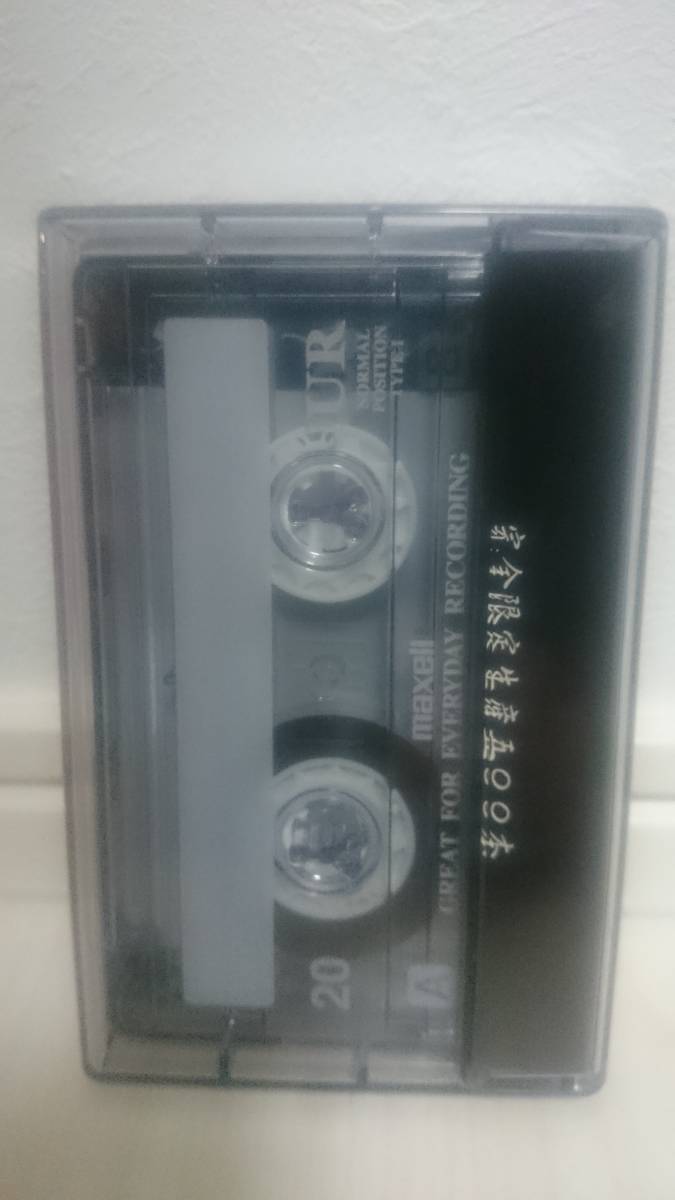 UR
NORMAL
POSITION
TYPE I
maxell
GREAT FOR EVERYDAY RECORDING
20
A
完全限定生産五〇〇本